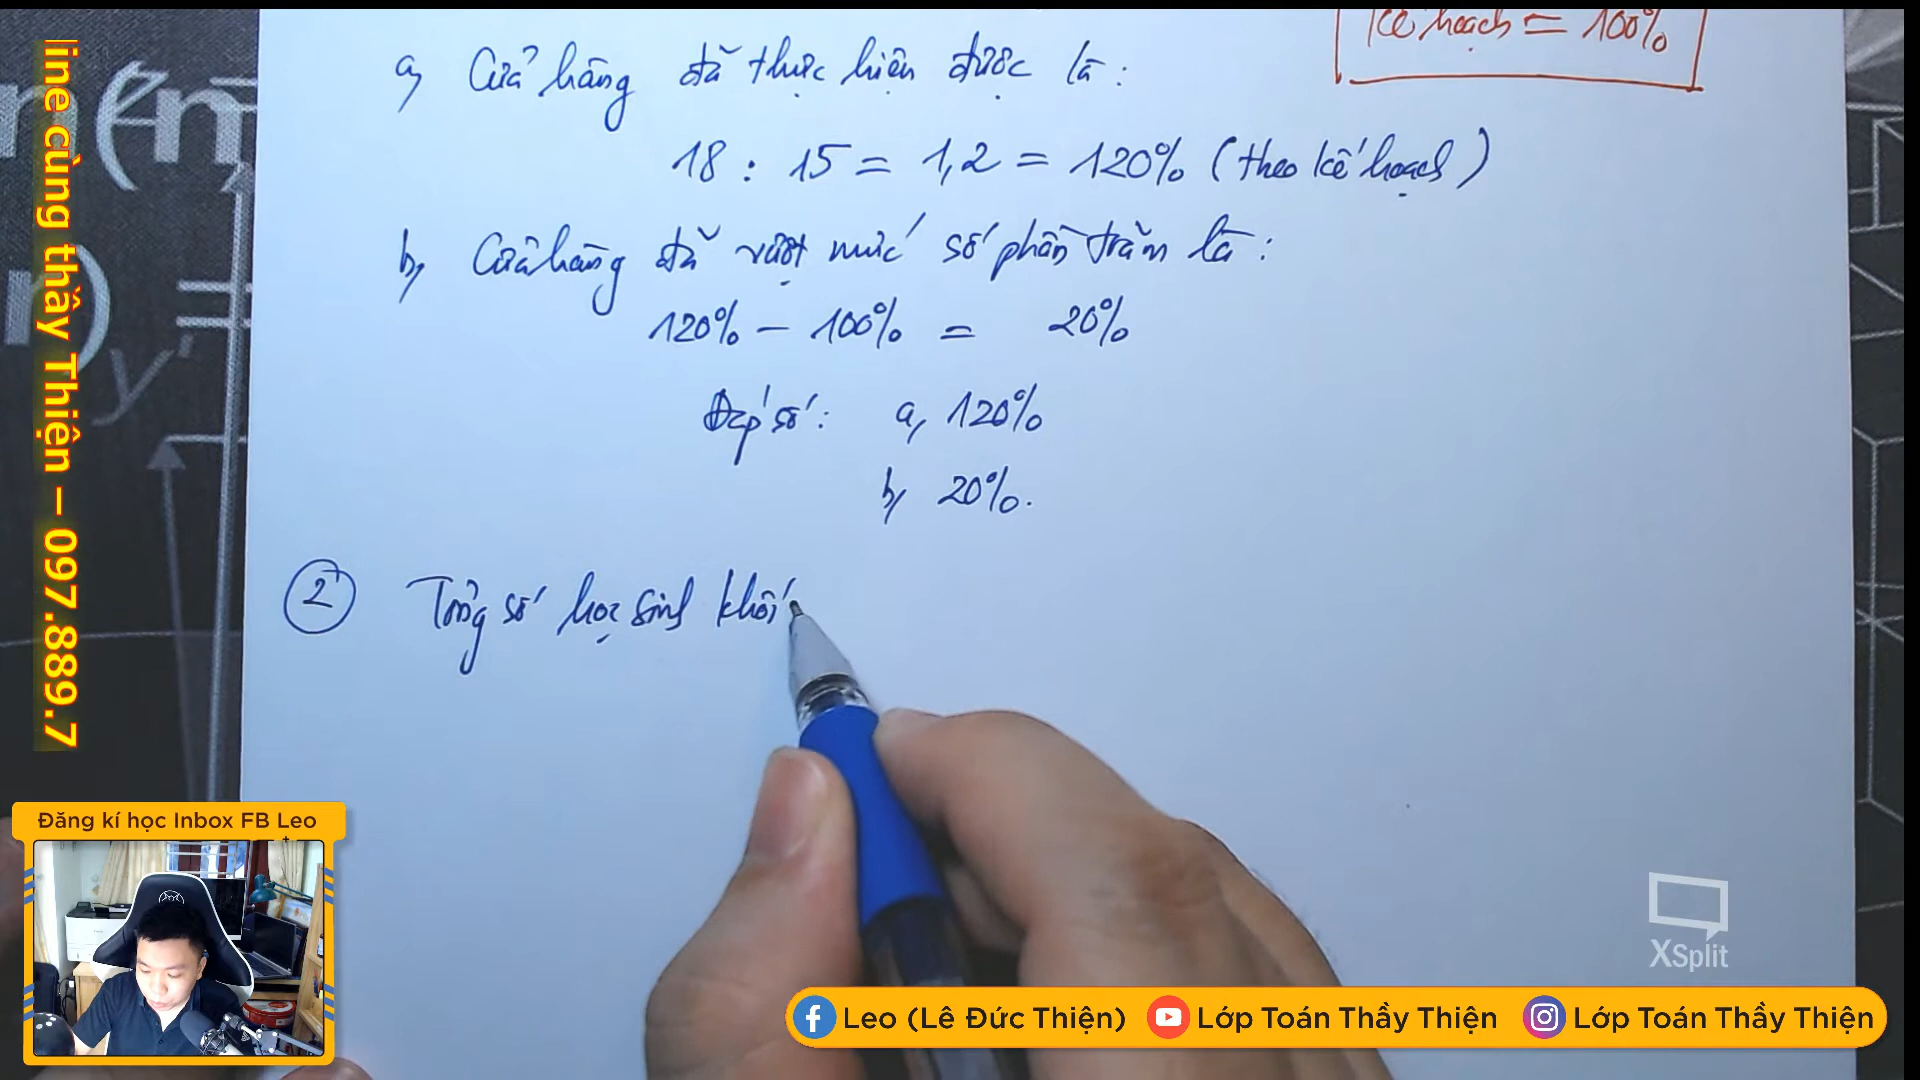 Kế hoạch = 100%
a, Cửa hàng đã thực hiện được là:
18 : 15 = 1,2 = 120% (theo kế hoạch)
b, Cửa hàng đã vượt mức số phần trăm là:
120% - 100% = 20%
Đáp số: a, 120%
b, 20%.
2 Tổng số học sinh khối
line cùng thầy Thiện – 097.889.7
Đăng kí học Inbox FB Leo
XSplit
Leo (Lê Đức Thiện) Lớp Toán Thầy Thiện Lớp Toán Thầy Thiện